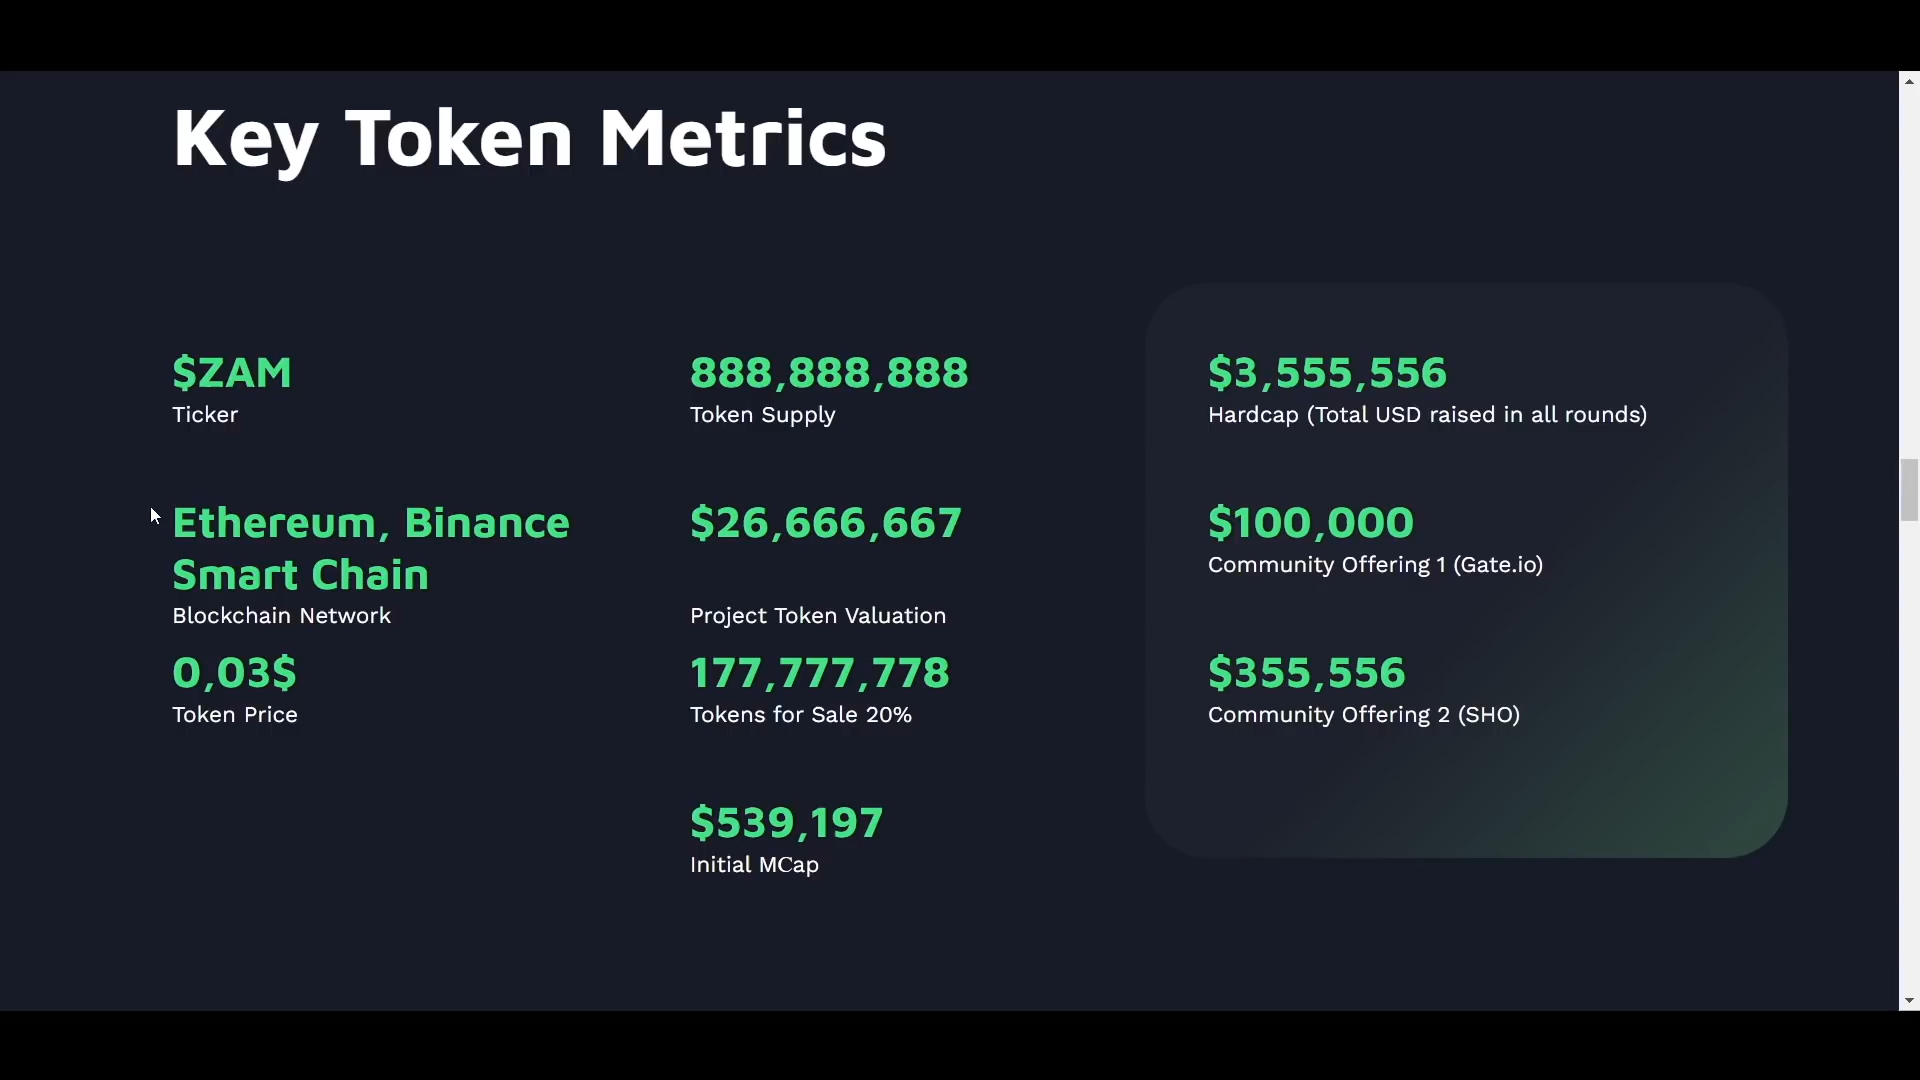 Key Token Metrics
$ZAM
Ticker
Ethereum, Binance
Smart Chain
Blockchain Network
0,03$
Token Price
888,888,888
Token Supply
$26,666,667
Project Token Valuation
177,777,778
Tokens for Sale 20%
$539,197
Initial MCap
$3,555,556
Hardcap (Total USD raised in all rounds)
$100,000
Community Offering 1 (Gate.io)
$355,556
Community Offering 2 (SHO)